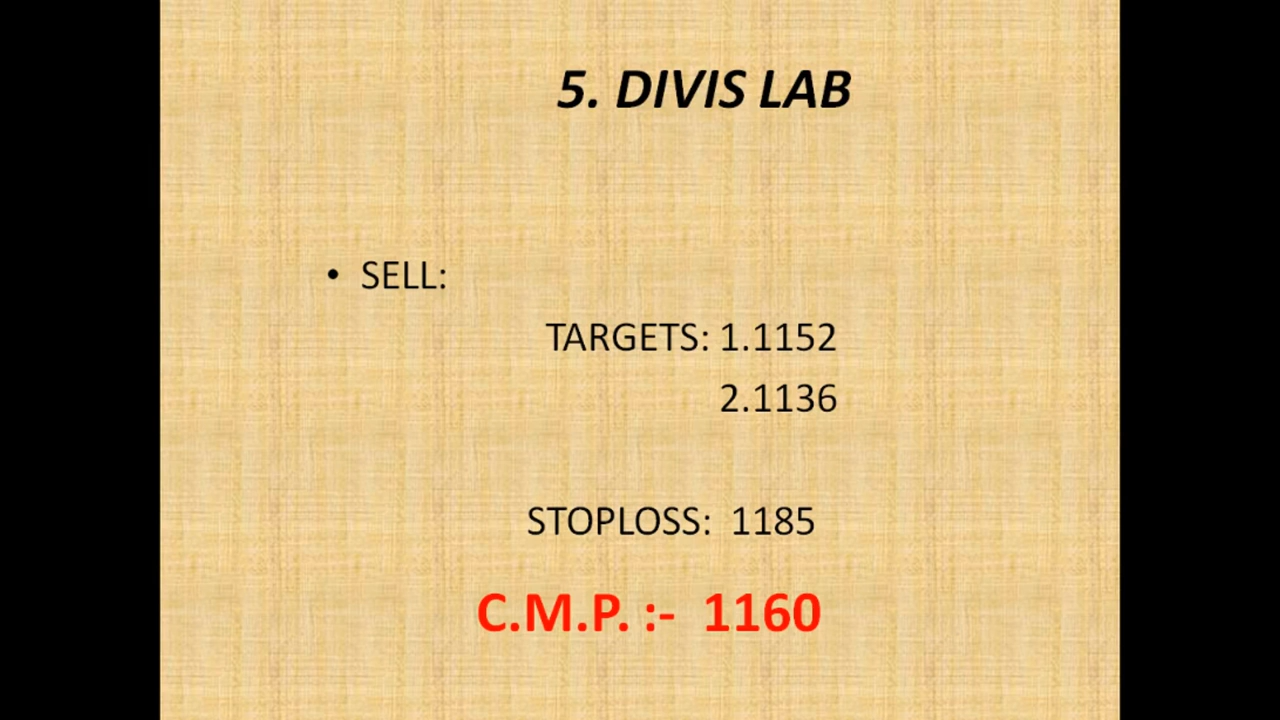 5. DIVIS LAB
• SELL:
TARGETS: 1.1152
2.1136
STOPLOSS: 1185
C.M.P. :- 1160